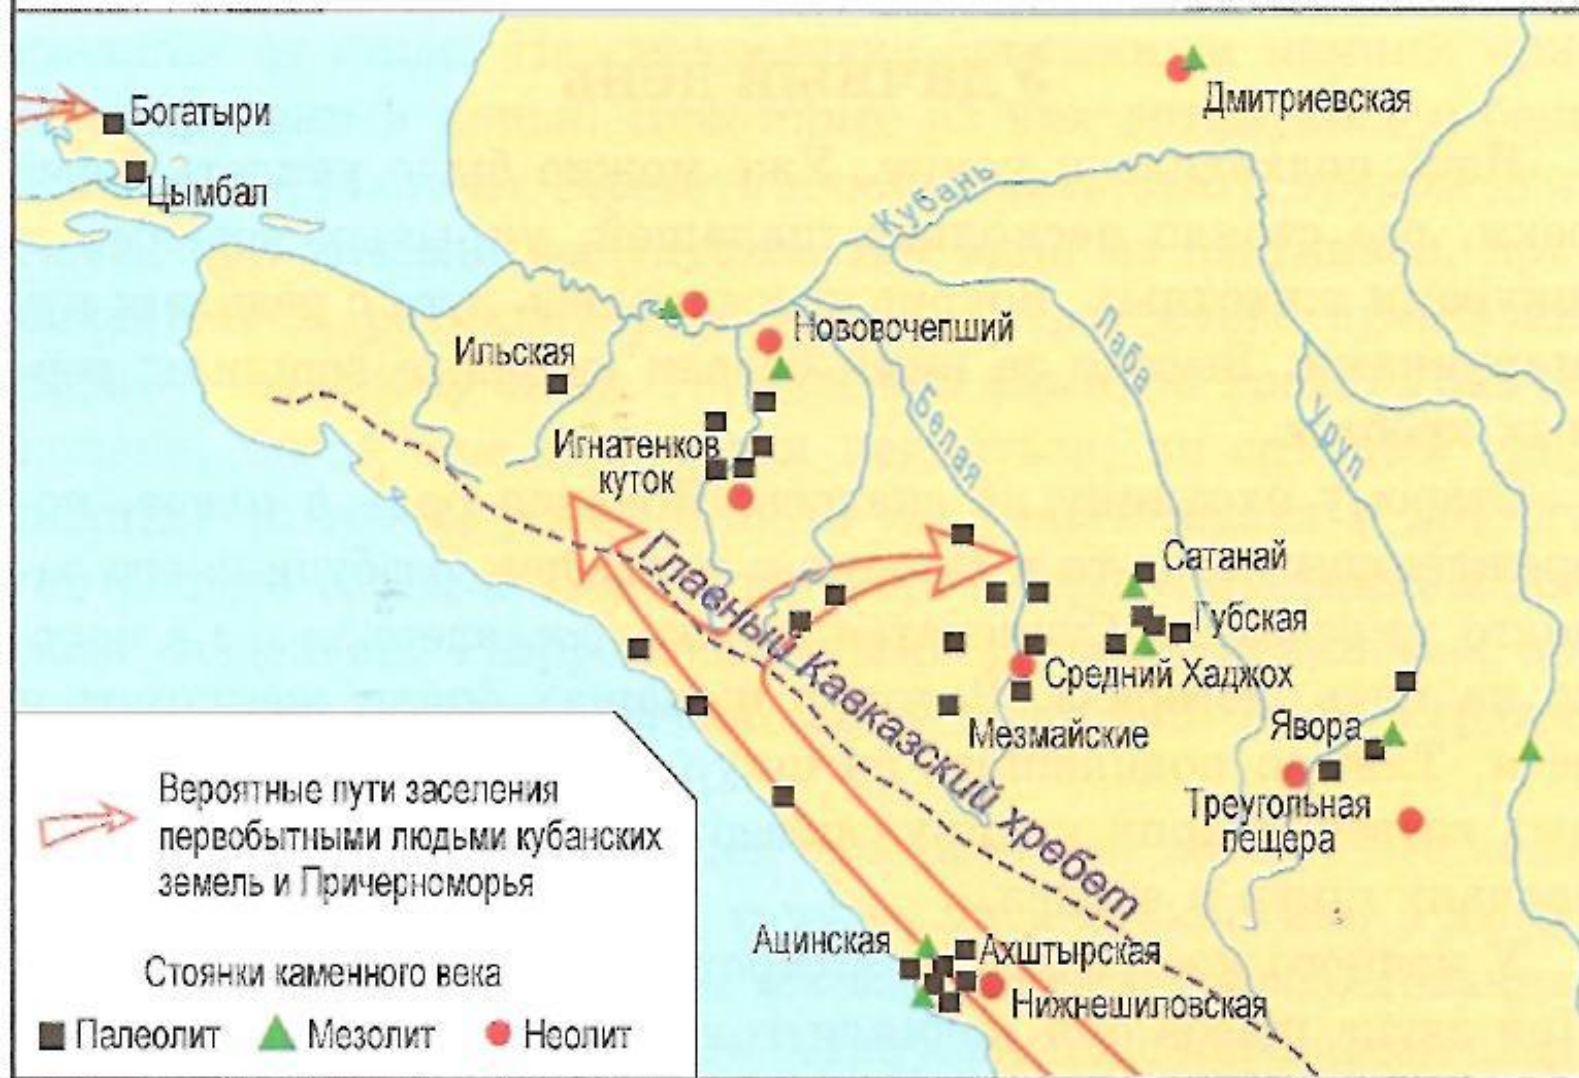 Богатыри
Цымбал
Дмитриевская
Кубань
Нововочепший
Ильская
Лаба
Игнатенков
куток
Белая
Уруп
Главный Кавказский хребет
Сатанай
Губская
Средний Хаджох
Мезмайские
Явора
Треугольная
пещера
Ацинская
Ахштырская
Нижнешиловская
Вероятные пути заселения
первобытными людьми кубанских
земель и Причерноморья
Стоянки каменного века
Палеолит
Мезолит
Неолит